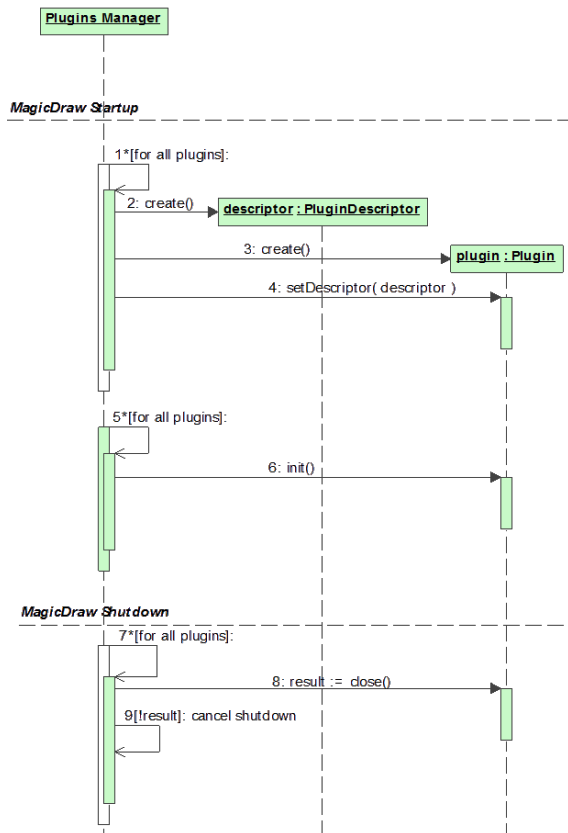 Plugins Manager
MagicDraw Startup
1*[for all plugins]:
2: create()
descriptor : PluginDescriptor
3: create()
plugin : Plugin
4: setDescriptor( descriptor )
5*[for all plugins]:
6: init()
MagicDraw Shutdown
7*[for all plugins]:
8: result := close()
9[!result]: cancel shutdown